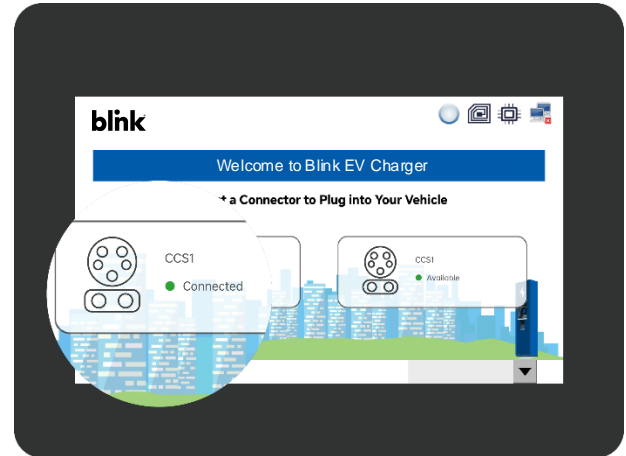 blink
Welcome to Blink EV Charger
a Connector to Plug into Your Vehicle
CCS1
Connected
CCS1
Available